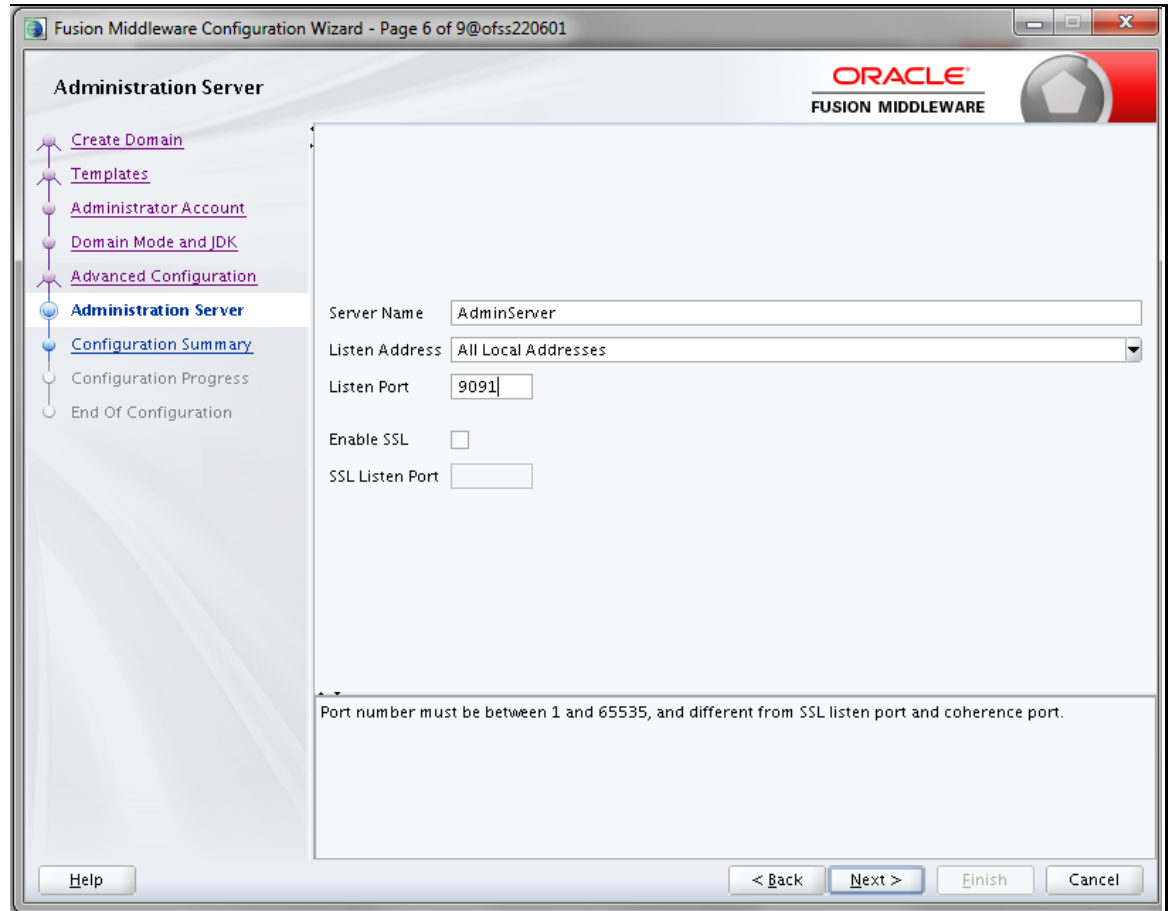 Fusion Middleware Configuration Wizard - Page 6 of 9@ofss220601
Administration Server
ORACLE
FUSION MIDDLEWARE
Create Domain
Templates
Administrator Account
Domain Mode and JDK
Advanced Configuration
Administration Server
Configuration Summary
Configuration Progress
End Of Configuration
Server Name AdminServer
Listen Address All Local Addresses
Listen Port 9091
Enable SSL
SSL Listen Port
Port number must be between 1 and 65535, and different from SSL listen port and coherence port.
Help < Back Next > Finish Cancel